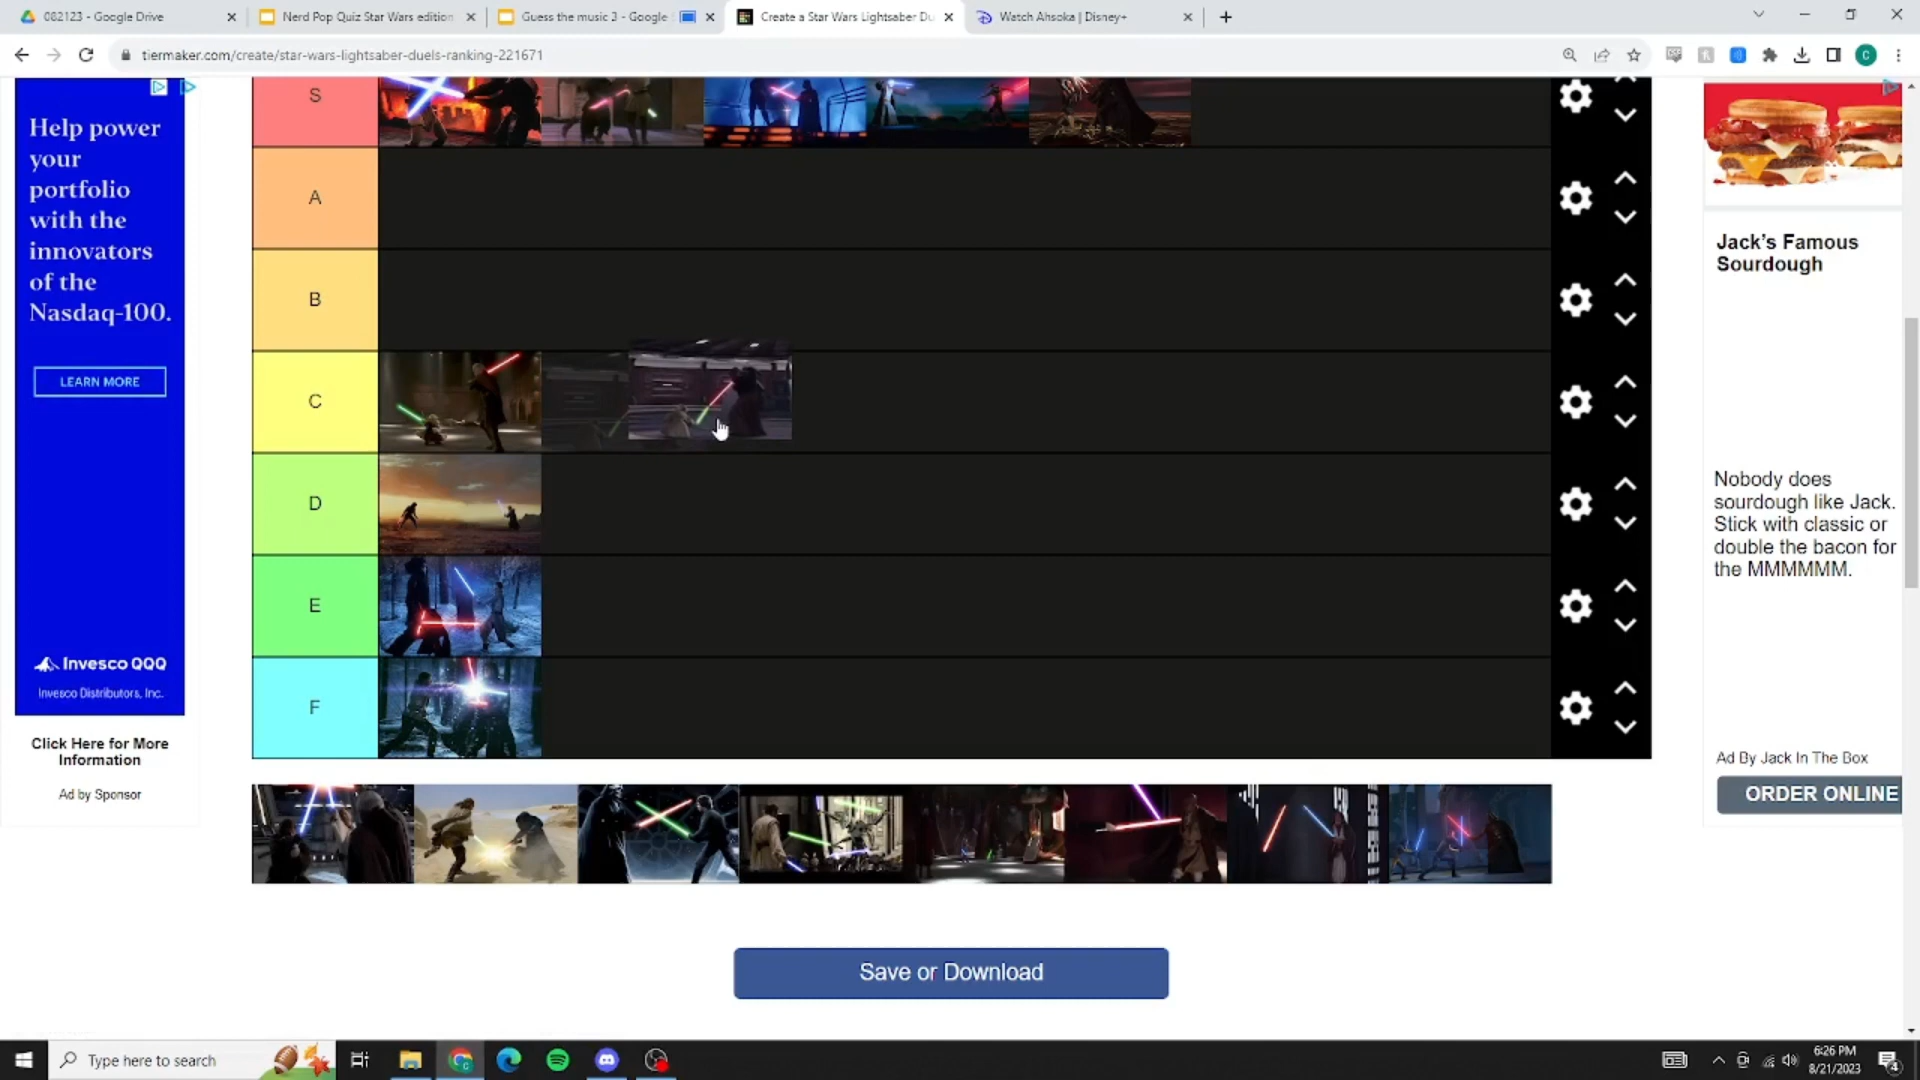 082123 - Google Drive
Nerd Pop Quiz Star Wars edition
Guess the music 3 - Google
Create a Star Wars Lightsaber Du
Watch Ahsoka | Disney+
tiermaker.com/create/star-wars-lightsaber-duels-ranking-221671
C
Help power
your
portfolio
with the
innovators
of the
Nasdaq-100.
LEARN MORE
Invesco QQQ
Invesco Distributors, Inc.
Click Here for More
Information
Ad by Sponsor
S
A
B
C
D
E
F
Save or Download
Jack's Famous
Sourdough
Nobody does
sourdough like Jack.
Stick with classic or
double the bacon for
the MMMMMM.
Ad By Jack In The Box
ORDER ONLINE
Type here to search
6:26 PM
8/21/2023
4